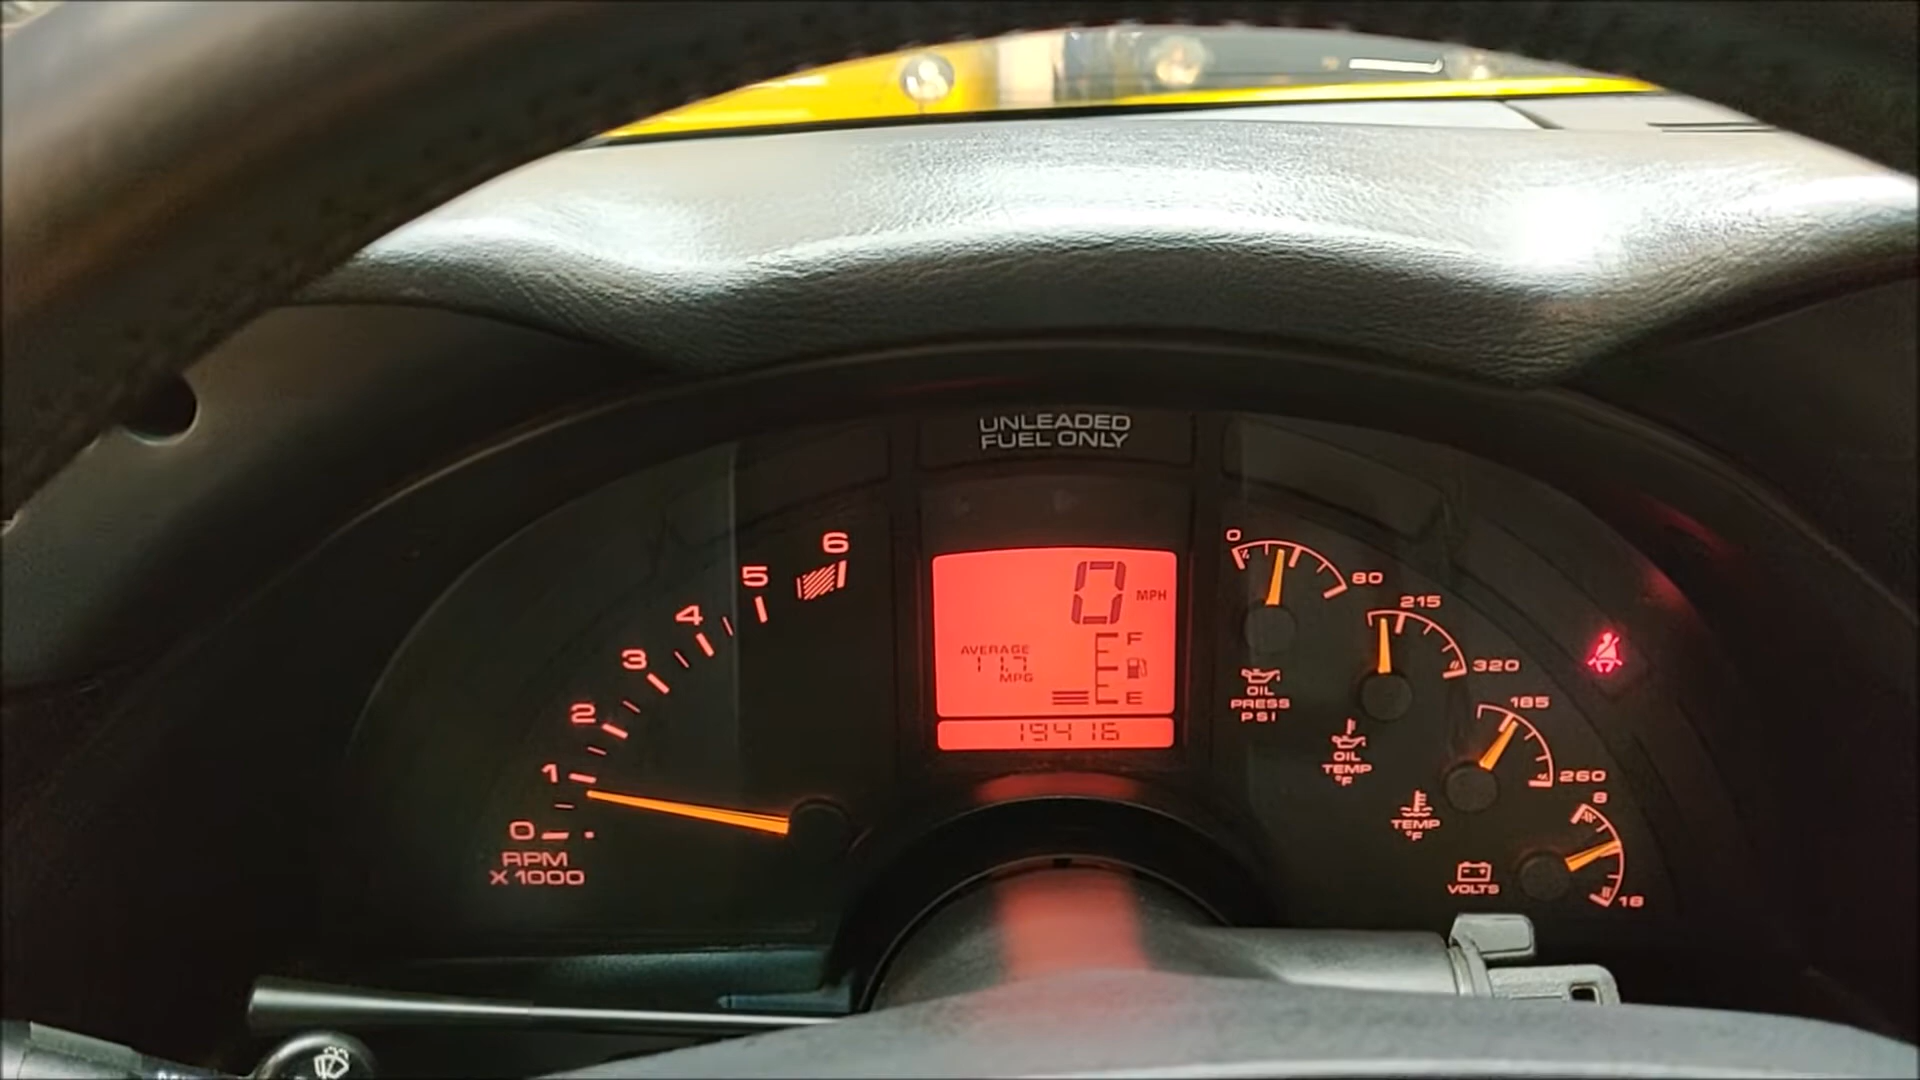 UNLEADED
FUEL ONLY
6
5
4
3
2
1
0
RPM
X 1000
0 MPH
AVERAGE
11.7
MPG
F
E
19416
0
80
OIL
PRESS
PSI
215
320
OIL
TEMP
°F
185
260
TEMP
°F
8
18
VOLTS